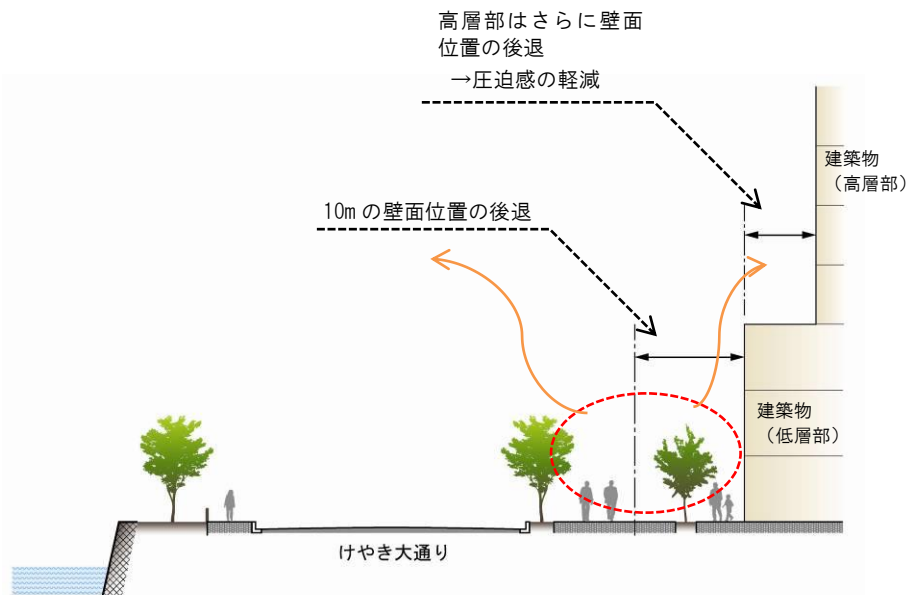 高層部はさらに壁面
位置の後退
→圧迫感の軽減
建築物
（高層部）
10mの壁面位置の後退
建築物
（低層部）
けやき大通り